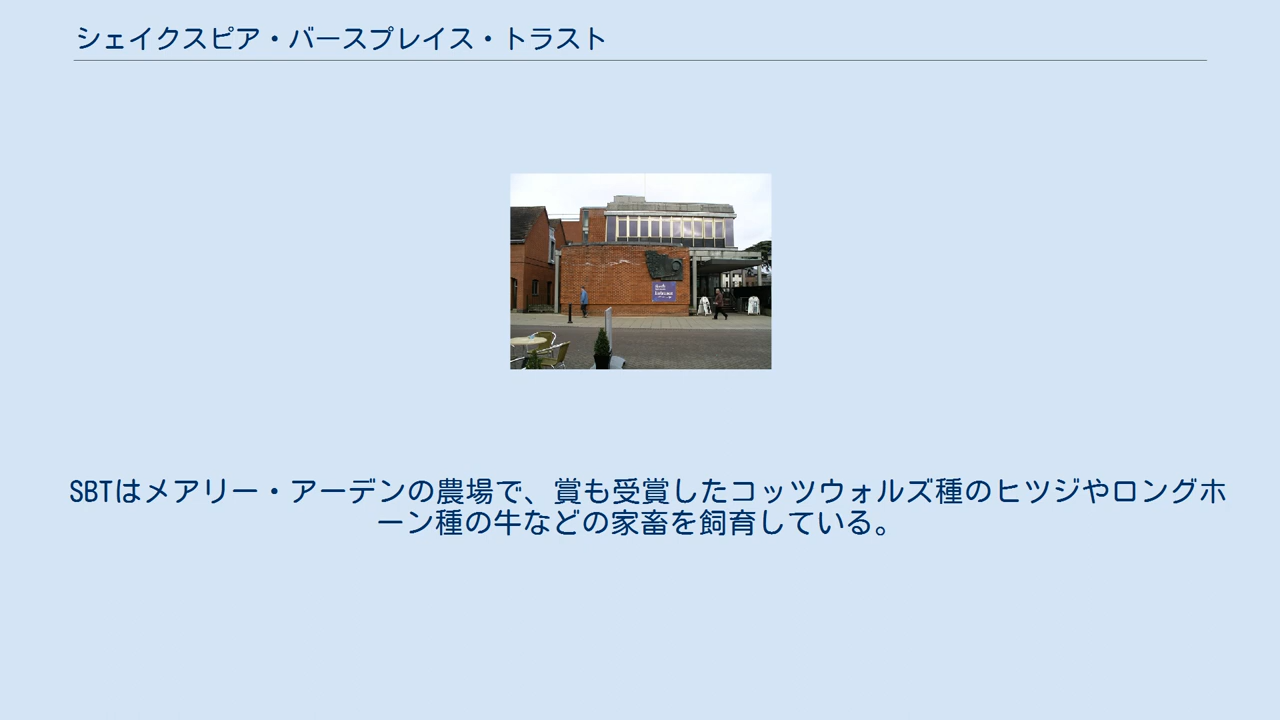 シェイクスピア・バースプレイス・トラスト
SBTはメアリー・アーデンの農場で、賞も受賞したコッツウォルズ種のヒツジやロングホ
ーン種の牛などの家畜を飼育している。